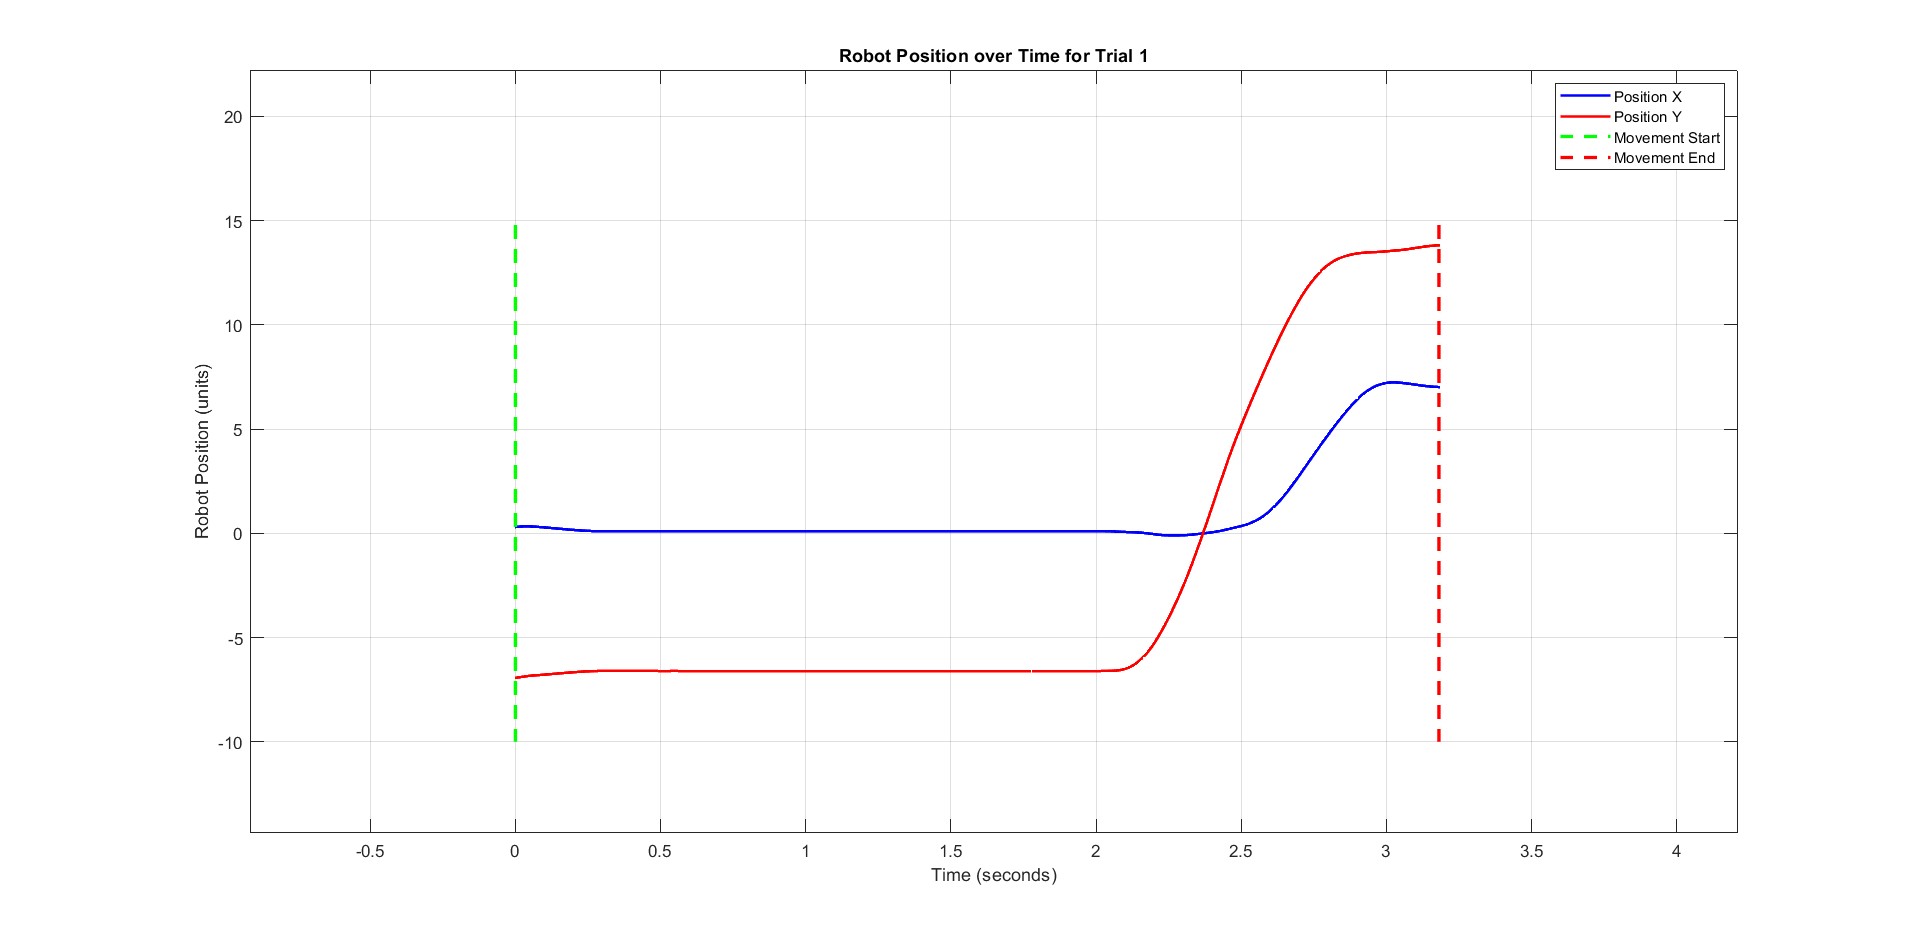 Robot Position over Time for Trial 1
Position X
Position Y
Movement Start
Movement End
20
15
10
5
0
-5
-10
Robot Position (units)
-0.5
0
0.5
1
1.5
2
2.5
3
3.5
4
Time (seconds)